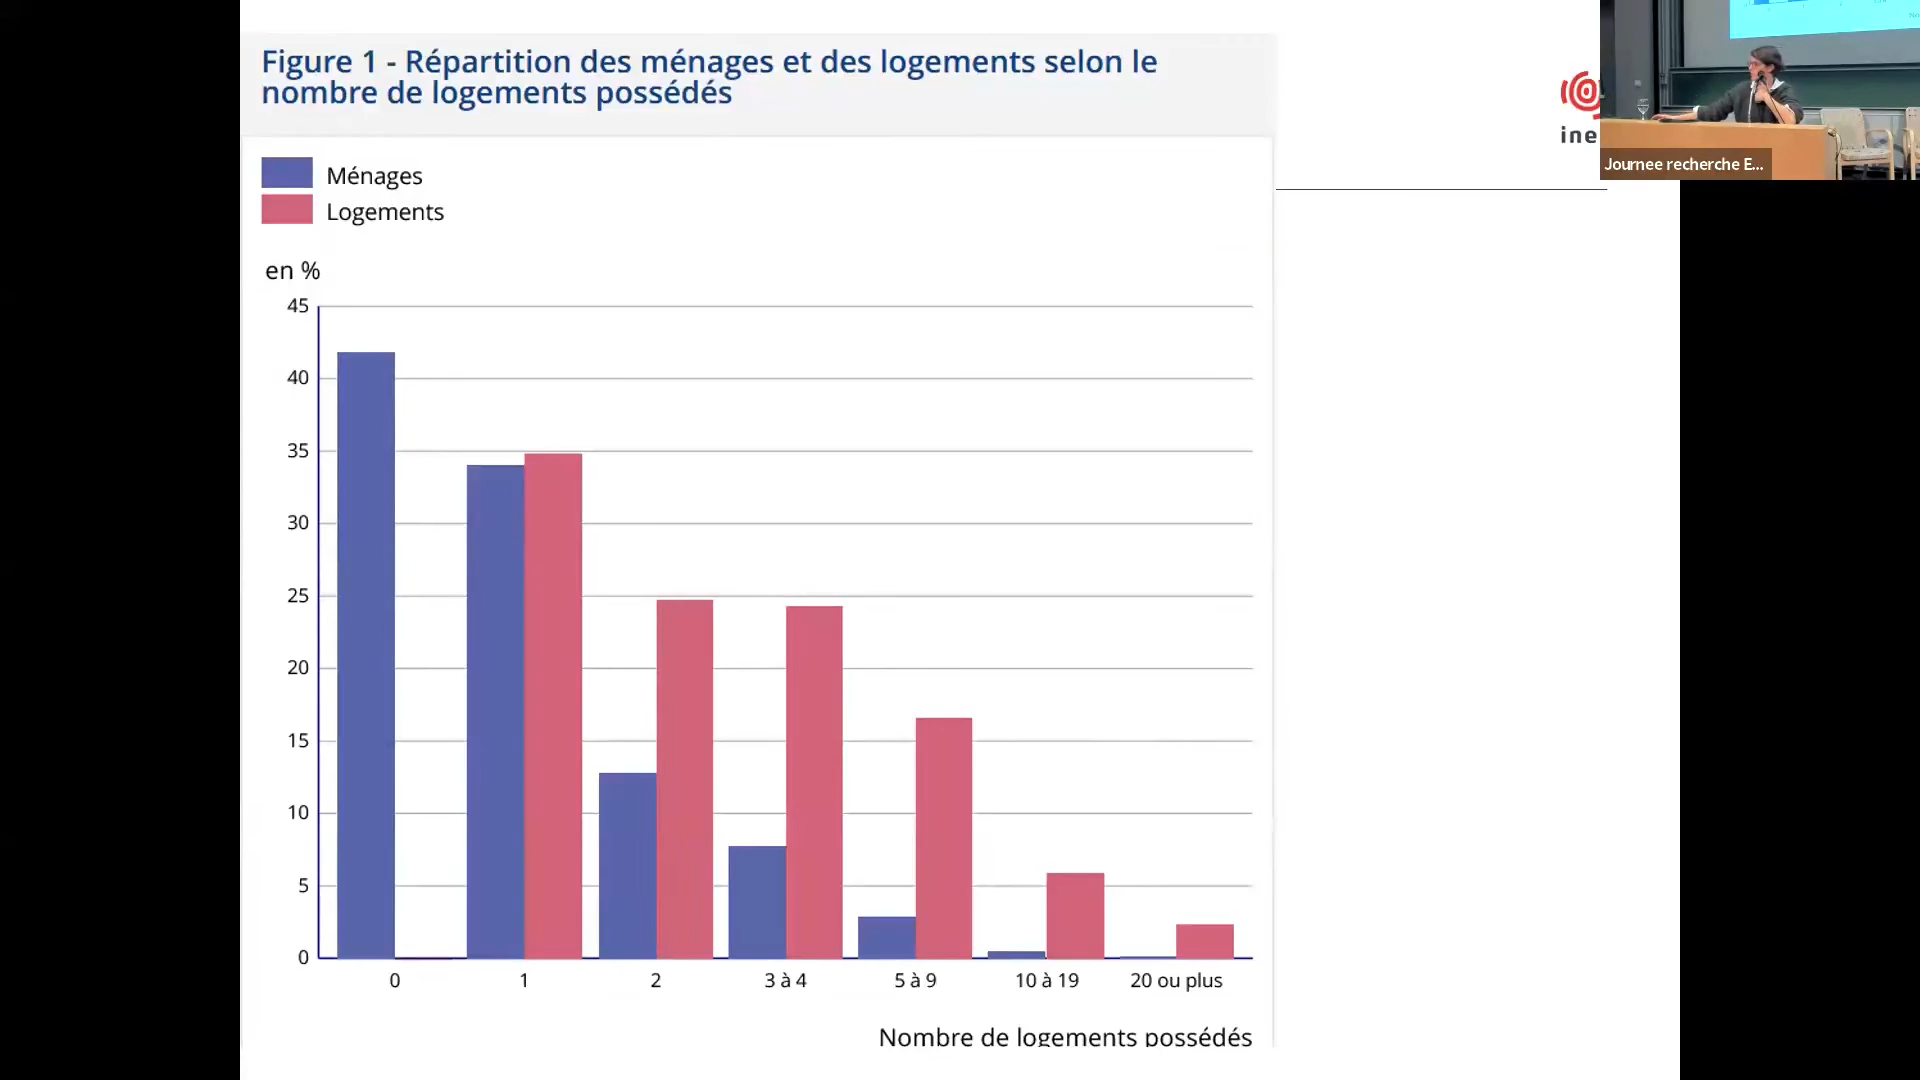 Figure 1 - Répartition des ménages et des logements selon le
nombre de logements possédés
ine
Journee recherche E...
Ménages
Logements
en %
45
40
35
30
25
20
15
10
5
0
0 1 2 3 à 4 5 à 9 10 à 19 20 ou plus
Nombre de logements possédés